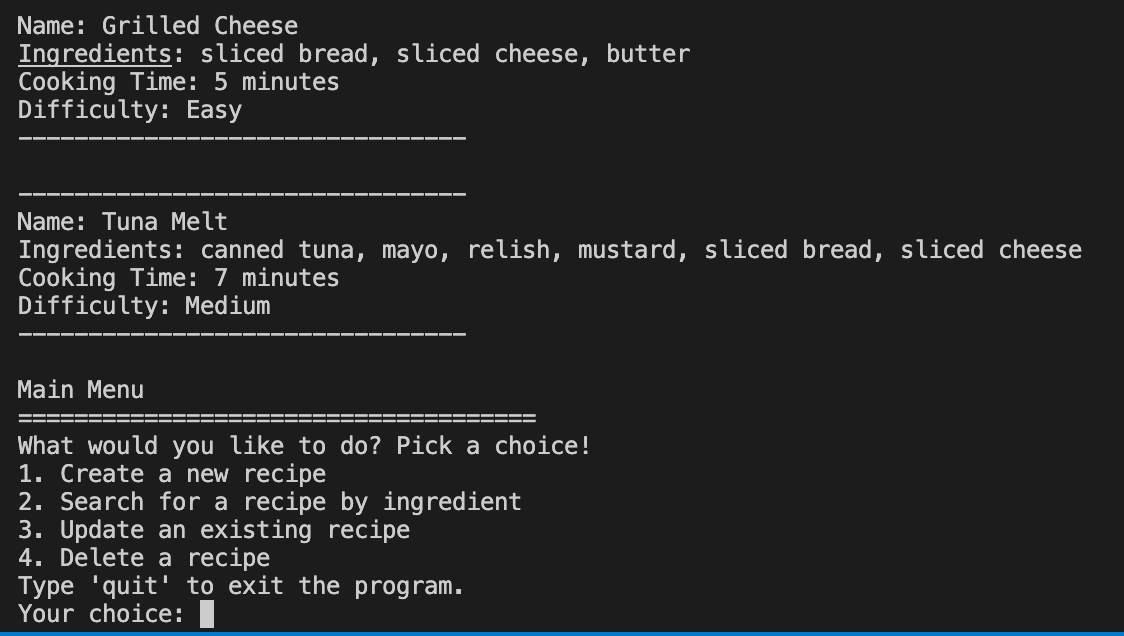 Name: Grilled Cheese
Ingredients: sliced bread, sliced cheese, butter
Cooking Time: 5 minutes
Difficulty: Easy
--------------------------------

--------------------------------
Name: Tuna Melt
Ingredients: canned tuna, mayo, relish, mustard, sliced bread, sliced cheese
Cooking Time: 7 minutes
Difficulty: Medium
--------------------------------

Main Menu
=====================================
What would you like to do? Pick a choice!
1. Create a new recipe
2. Search for a recipe by ingredient
3. Update an existing recipe
4. Delete a recipe
Type 'quit' to exit the program.
Your choice: